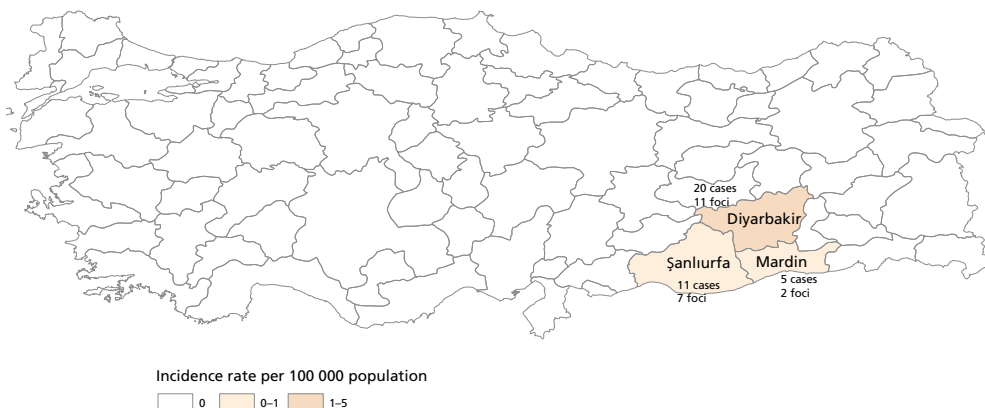 20 cases
11 foci
Diyarbakir
Şanlıurfa
Mardin
11 cases
7 foci
5 cases
2 foci
Incidence rate per 100 000 population
0 0–1 1–5